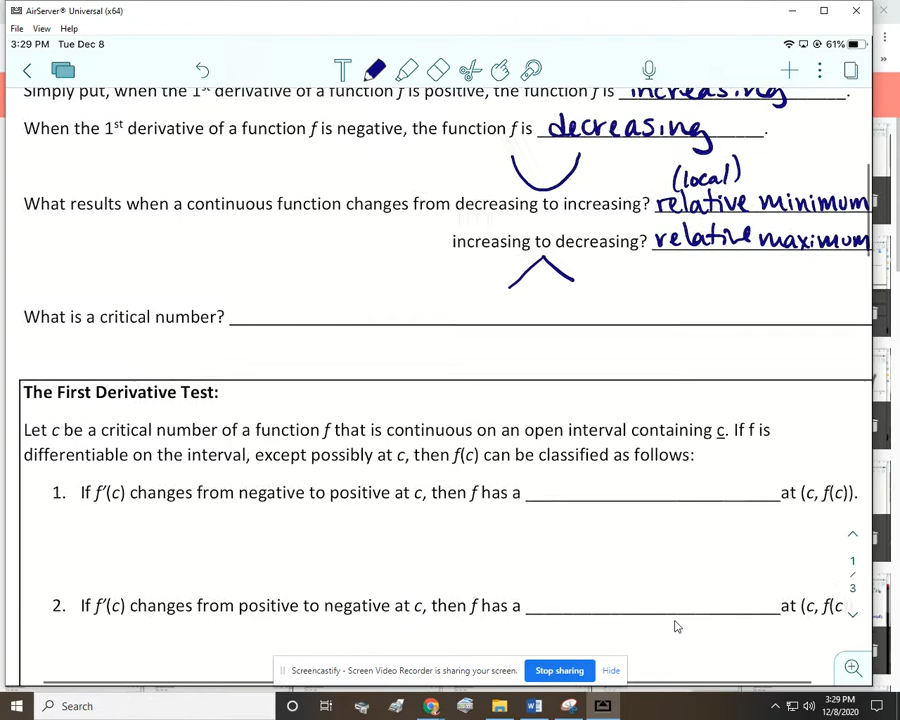 AirServer® Universal (x64)
File View Help
3:29 PM Tue Dec 8
61%
Simply put, when the 1st derivative of a function f is positive, the function f is increasing.
When the 1st derivative of a function f is negative, the function f is decreasing.
(local)
What results when a continuous function changes from decreasing to increasing? relative minimum
increasing to decreasing? relative maximum
What is a critical number?
The First Derivative Test:
Let c be a critical number of a function f that is continuous on an open interval containing c. If f is
differentiable on the interval, except possibly at c, then f(c) can be classified as follows:
1. If f′(c) changes from negative to positive at c, then f has a ____________________ at (c, f(c)).
1
/
3
2. If f′(c) changes from positive to negative at c, then f has a ____________________ at (c, f(c
Screencastify - Screen Video Recorder is sharing your screen. Stop sharing Hide
Search
3:29 PM
12/8/2020